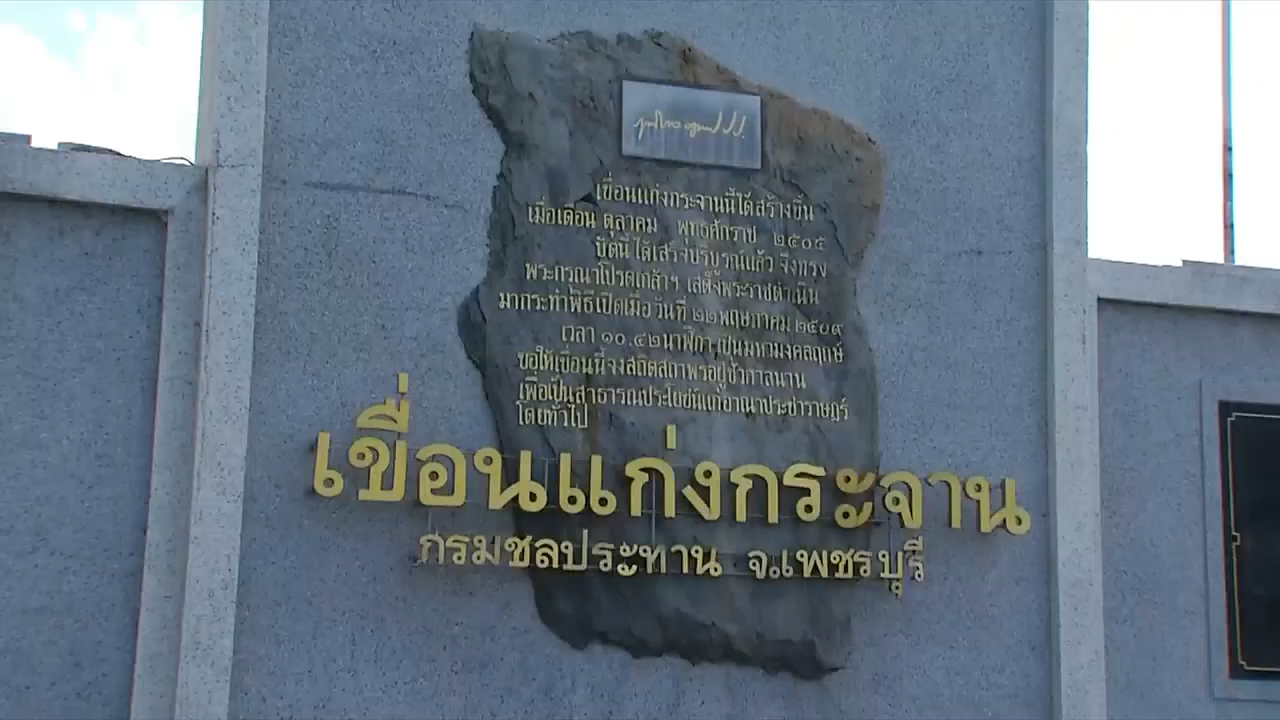 เขื่อนแก่งกระจานนี้ได้สร้างขึ้น
เมื่อเดือน ตุลาคม พุทธศักราช ๒๕๐๕
บัดนี้ ได้เสร็จบริบูรณ์แล้ว จึงทรง
พระกรุณาโปรดเกล้าฯ เสด็จพระราชดำเนิน
มากระทำพิธีเปิดเมื่อ วันที่ ๒๒ พฤษภาคม ๒๕๐๙
เวลา ๑๐.๔๒ นาฬิกา เป็นมหามงคลฤกษ์
ขอให้เขื่อนนี้จงสถิตสภาพรอยู่ชั่วกาลนาน
เพื่อเป็นสาธารณประโยชน์แก่อาณาประชาราษฎร์
โดยทั่วไป
เขื่อนแก่งกระจาน
กรมชลประทาน จ.เพชรบุรี